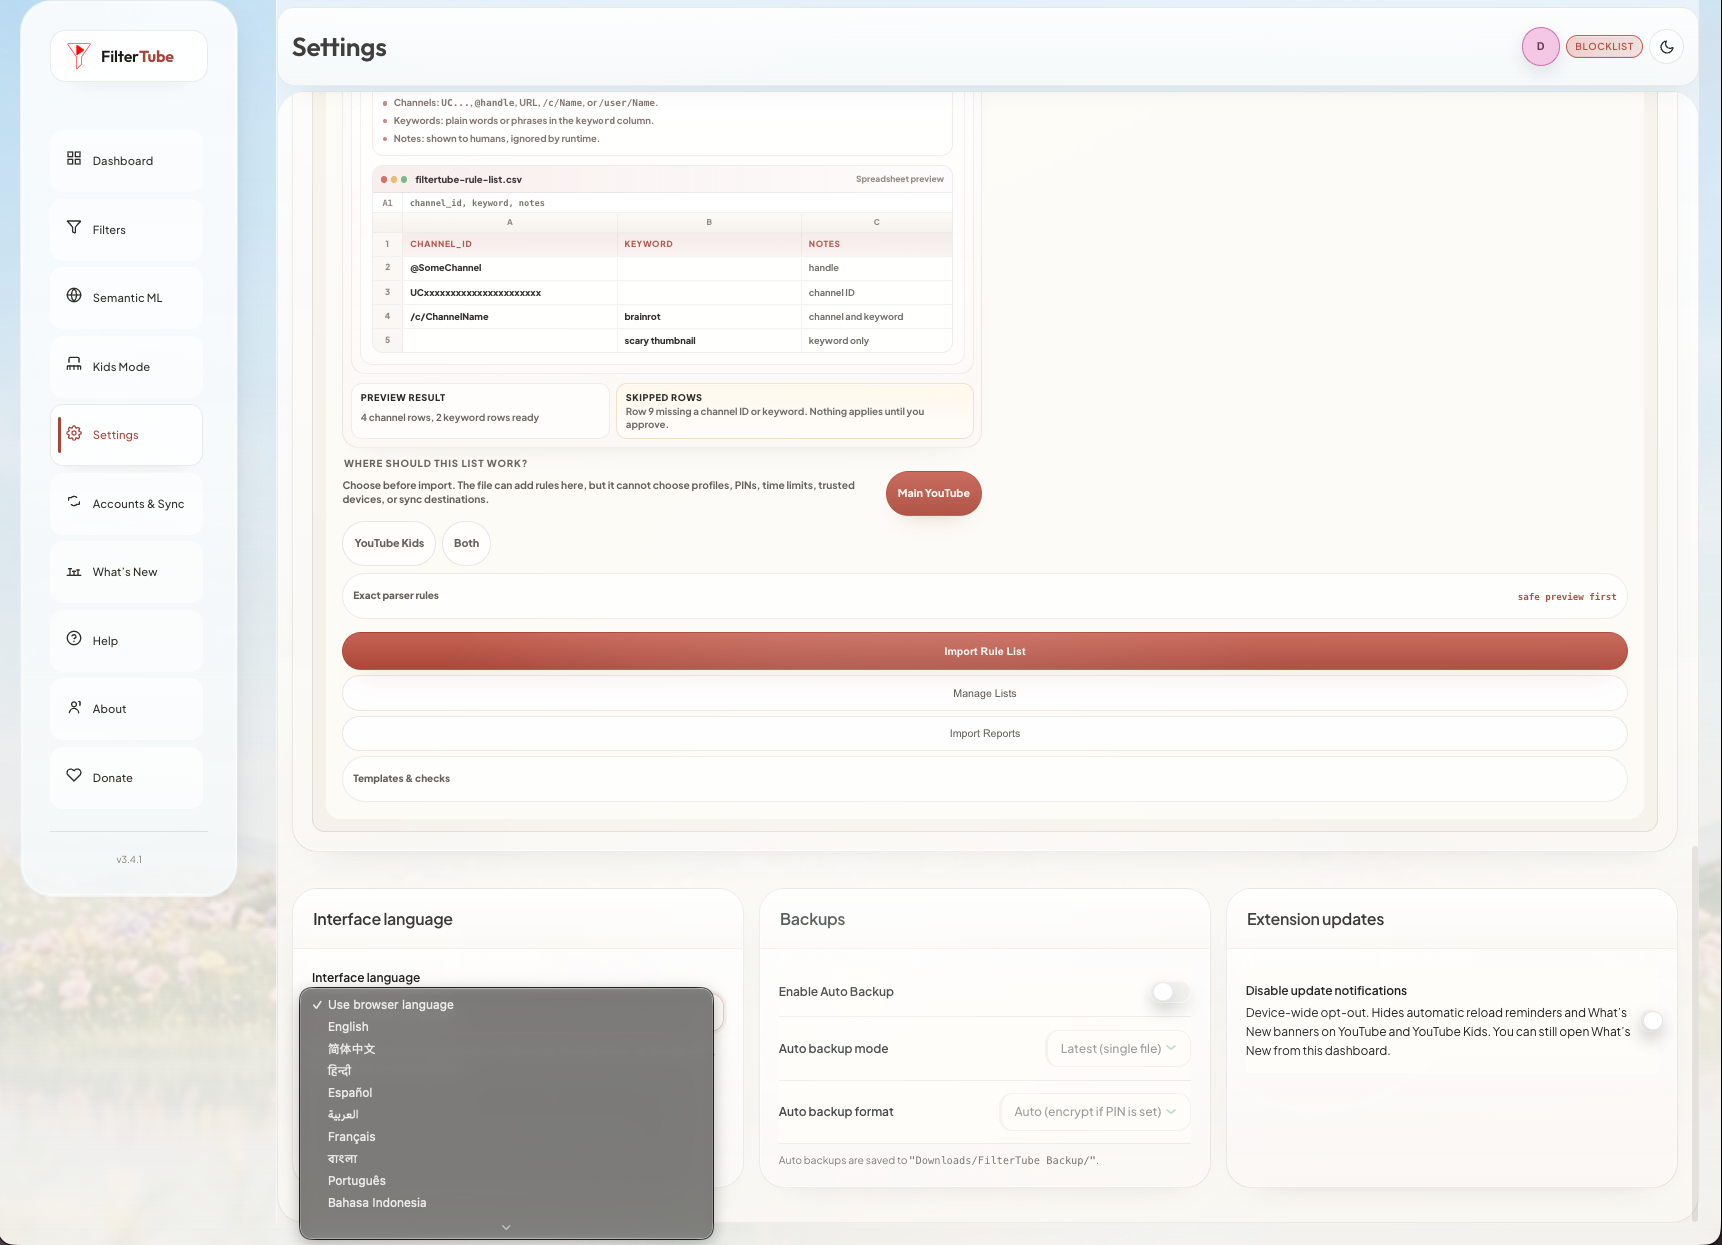 FilterTube
Dashboard
Filters
Semantic ML
Kids Mode
Settings
Accounts & Sync
What's New
Help
About
Donate
v3.4.1
Settings
D
BLOCKLIST
Channels: UC..., @handle, URL, /c/Name, or /user/Name.
Keywords: plain words or phrases in the keyword column.
Notes: shown to humans, ignored by runtime.
filtertube-rule-list.csv
Spreadsheet preview
A1 channel_id, keyword, notes
A B C
1 CHANNEL_ID KEYWORD NOTES
2 @SomeChannel handle
3 UCxxxxxxxxxxxxxxxxxxxxxx channel ID
4 /c/ChannelName brainrot channel and keyword
5 scary thumbnail keyword only
PREVIEW RESULT
4 channel rows, 2 keyword rows ready
SKIPPED ROWS
Row 9 missing a channel ID or keyword. Nothing applies until you
approve.
WHERE SHOULD THIS LIST WORK?
Choose before import. The file can add rules here, but it cannot choose profiles, PINs, time limits, trusted
devices, or sync destinations.
Main YouTube
YouTube Kids
Both
Exact parser rules
safe preview first
Import Rule List
Manage Lists
Import Reports
Templates & checks
Interface language
Interface language
✓ Use browser language
English
简体中文
हिन्दी
Español
العربية
Français
বাংলা
Português
Bahasa Indonesia
Backups
Enable Auto Backup
Auto backup mode
Latest (single file)
Auto backup format
Auto (encrypt if PIN is set)
Auto backups are saved to "Downloads/FilterTube Backup/".
Extension updates
Disable update notifications
Device-wide opt-out. Hides automatic reload reminders and What's
New banners on YouTube and YouTube Kids. You can still open What's
New from this dashboard.